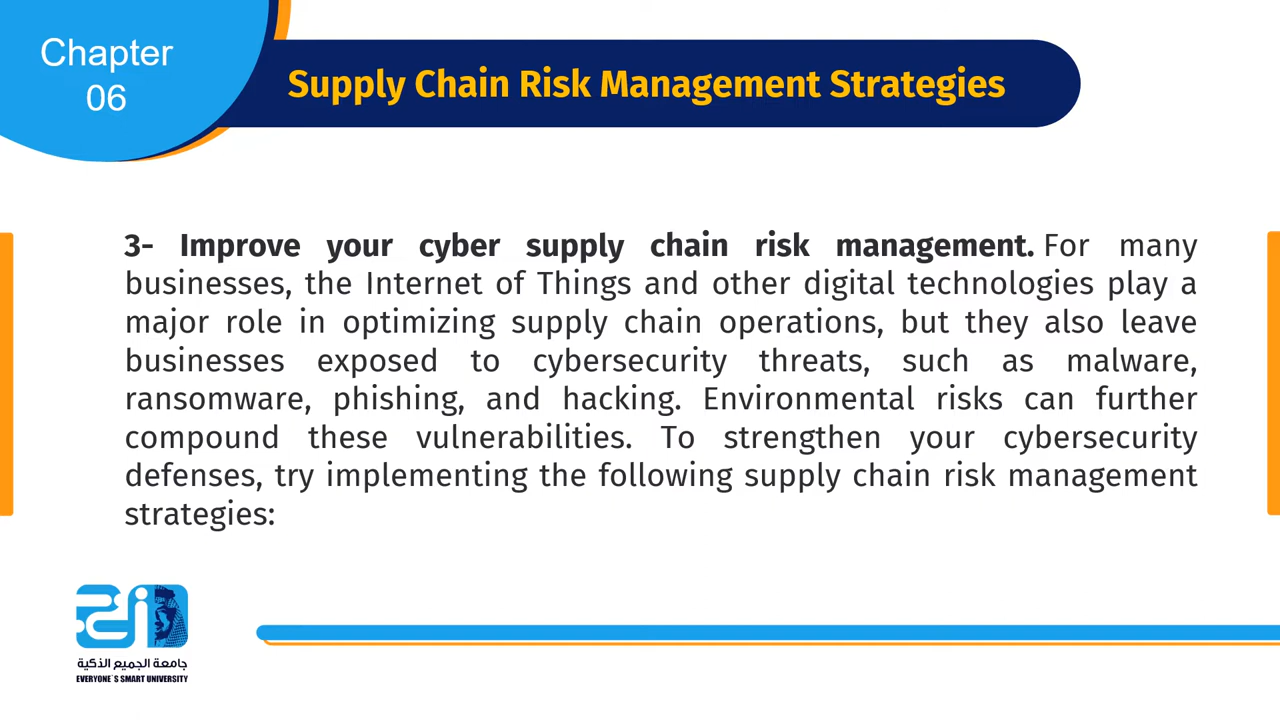 Chapter
06
Supply Chain Risk Management Strategies
3- Improve your cyber supply chain risk management. For many
businesses, the Internet of Things and other digital technologies play a
major role in optimizing supply chain operations, but they also leave
businesses exposed to cybersecurity threats, such as malware,
ransomware, phishing, and hacking. Environmental risks can further
compound these vulnerabilities. To strengthen your cybersecurity
defenses, try implementing the following supply chain risk management
strategies:
جامعة الجميع الذكية
EVERYONE`S SMART UNIVERSITY